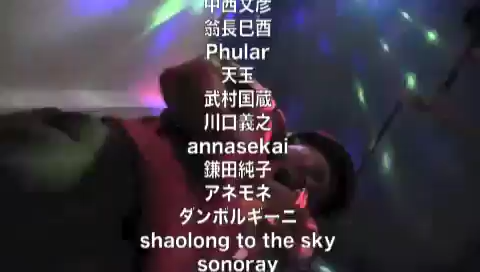 中西文彦
翁長巳酉
Phular
天玉
武村国蔵
川口義之
annasekai
鎌田純子
アネモネ
ダンボルギーニ
shaolong to the sky
sonoray